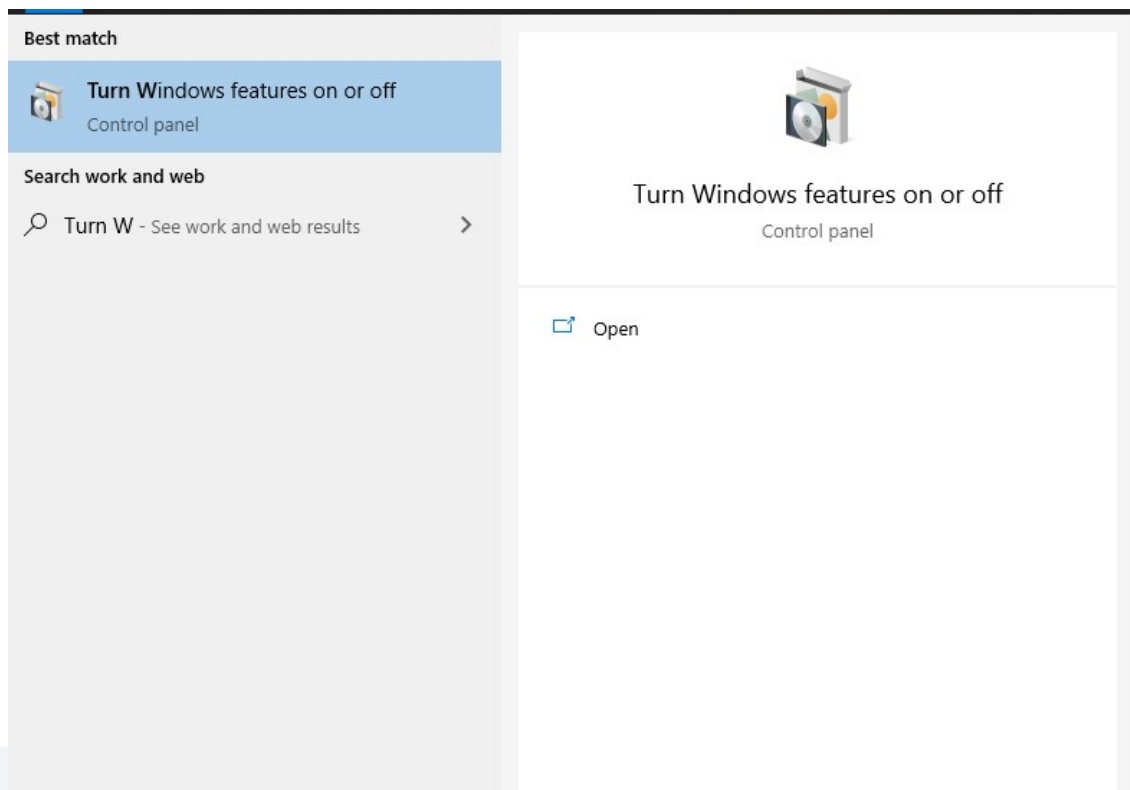 Best match
Turn Windows features on or off
Control panel
Search work and web
Turn W - See work and web results
Turn Windows features on or off
Control panel
Open